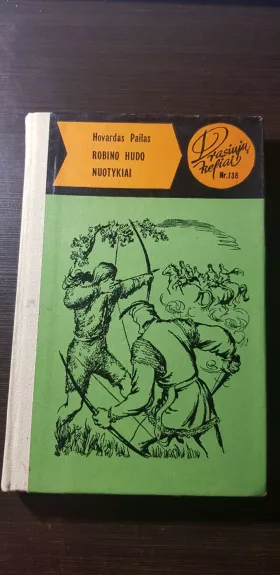 Hovardas Pailas
ROBINO HUDO
NUOTYKIAI
Drąsiųjų
keliai
Nr.138